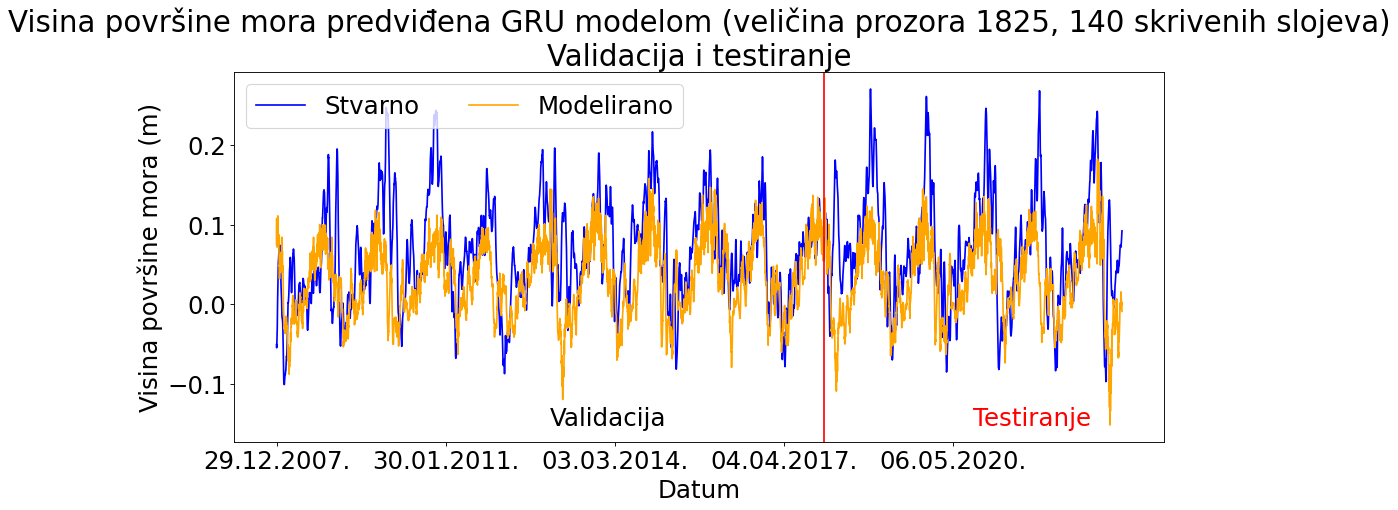 Visina površine mora predviđena GRU modelom (veličina prozora 1825, 140 skrivenih slojeva)
Validacija i testiranje
Stvarno
Modelirano
Visina površine mora (m)
0.2
0.1
0.0
−0.1
Validacija
Testiranje
29.12.2007.
30.01.2011.
03.03.2014.
04.04.2017.
06.05.2020.
Datum